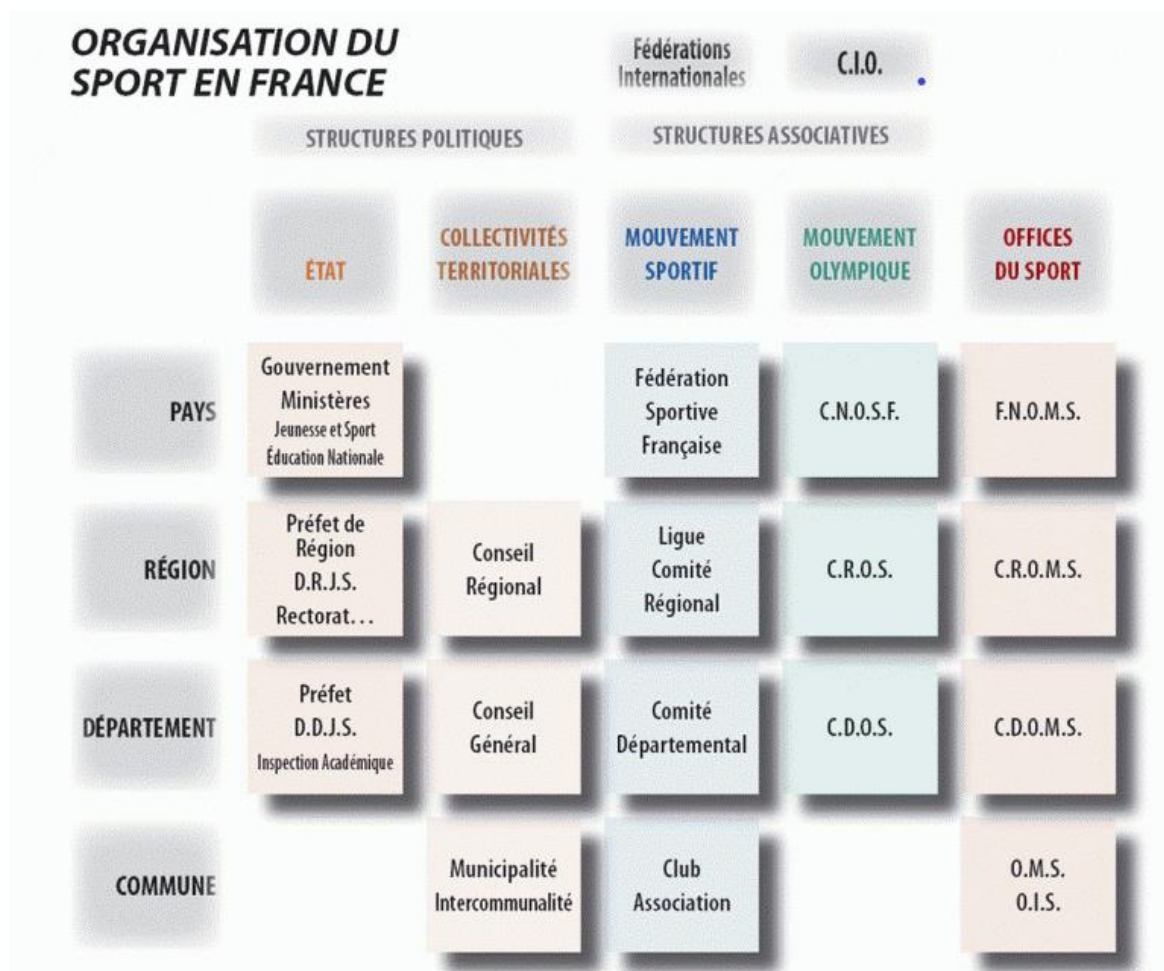 ORGANISATION DU
SPORT EN FRANCE
Fédérations
Internationales
C.I.O.
STRUCTURES POLITIQUES
STRUCTURES ASSOCIATIVES
ÉTAT
COLLECTIVITÉS
TERRITORIALES
MOUVEMENT
SPORTIF
MOUVEMENT
OLYMPIQUE
OFFICES
DU SPORT
PAYS
Gouvernement
Ministères
Jeunesse et Sport
Éducation Nationale
Fédération
Sportive
Française
C.N.O.S.F.
F.N.O.M.S.
RÉGION
Préfet de
Région
D.R.J.S.
Rectorat...
Conseil
Régional
Ligue
Comité
Régional
C.R.O.S.
C.R.O.M.S.
DÉPARTEMENT
Préfet
D.D.J.S.
Inspection Académique
Conseil
Général
Comité
Départemental
C.D.O.S.
C.D.O.M.S.
COMMUNE
Municipalité
Intercommunalité
Club
Association
O.M.S.
O.I.S.